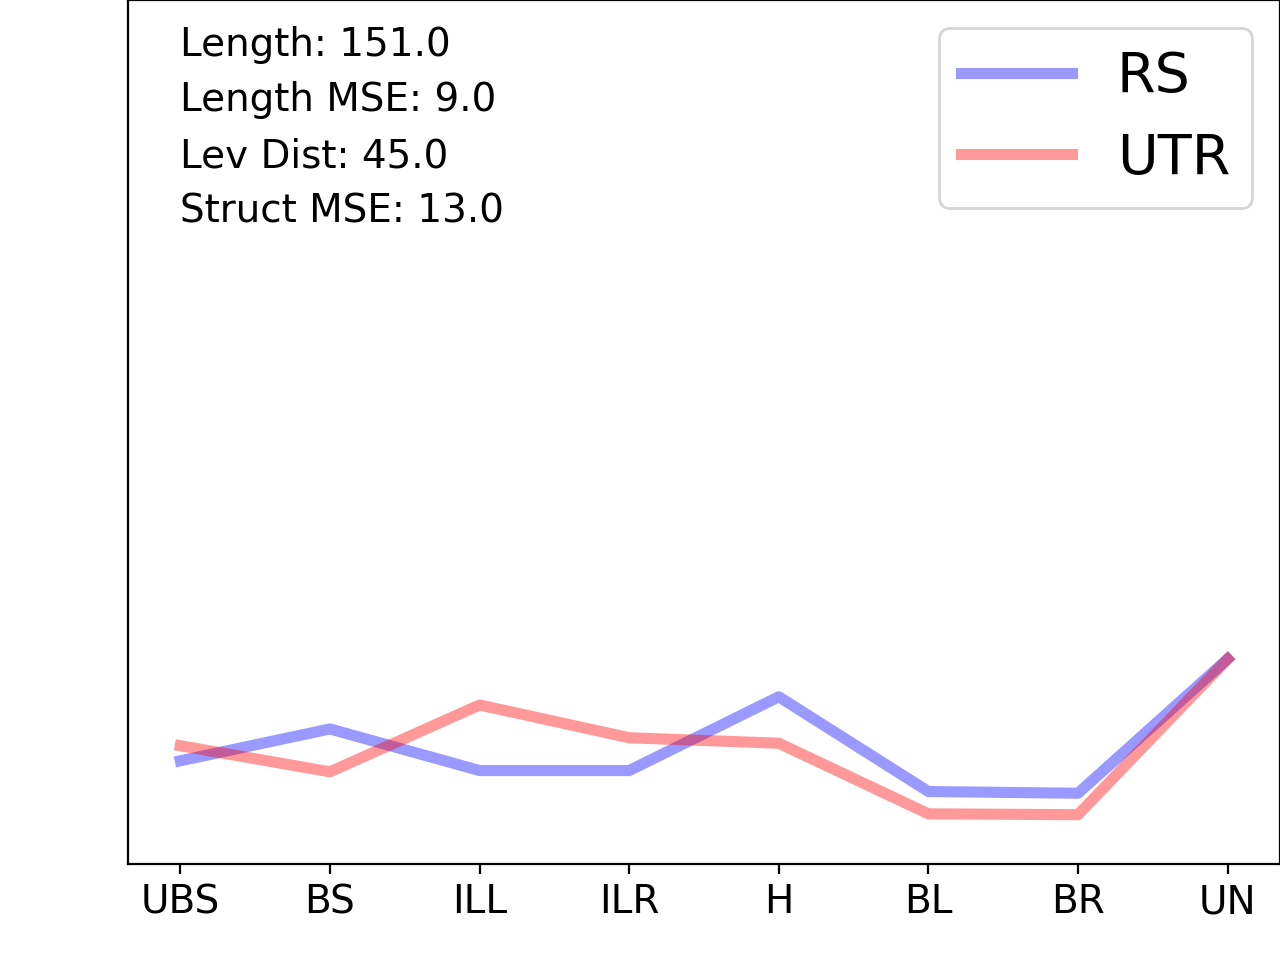 Length: 151.0
Length MSE: 9.0
Lev Dist: 45.0
Struct MSE: 13.0
RS
UTR
UBS BS ILL ILR H BL BR UN